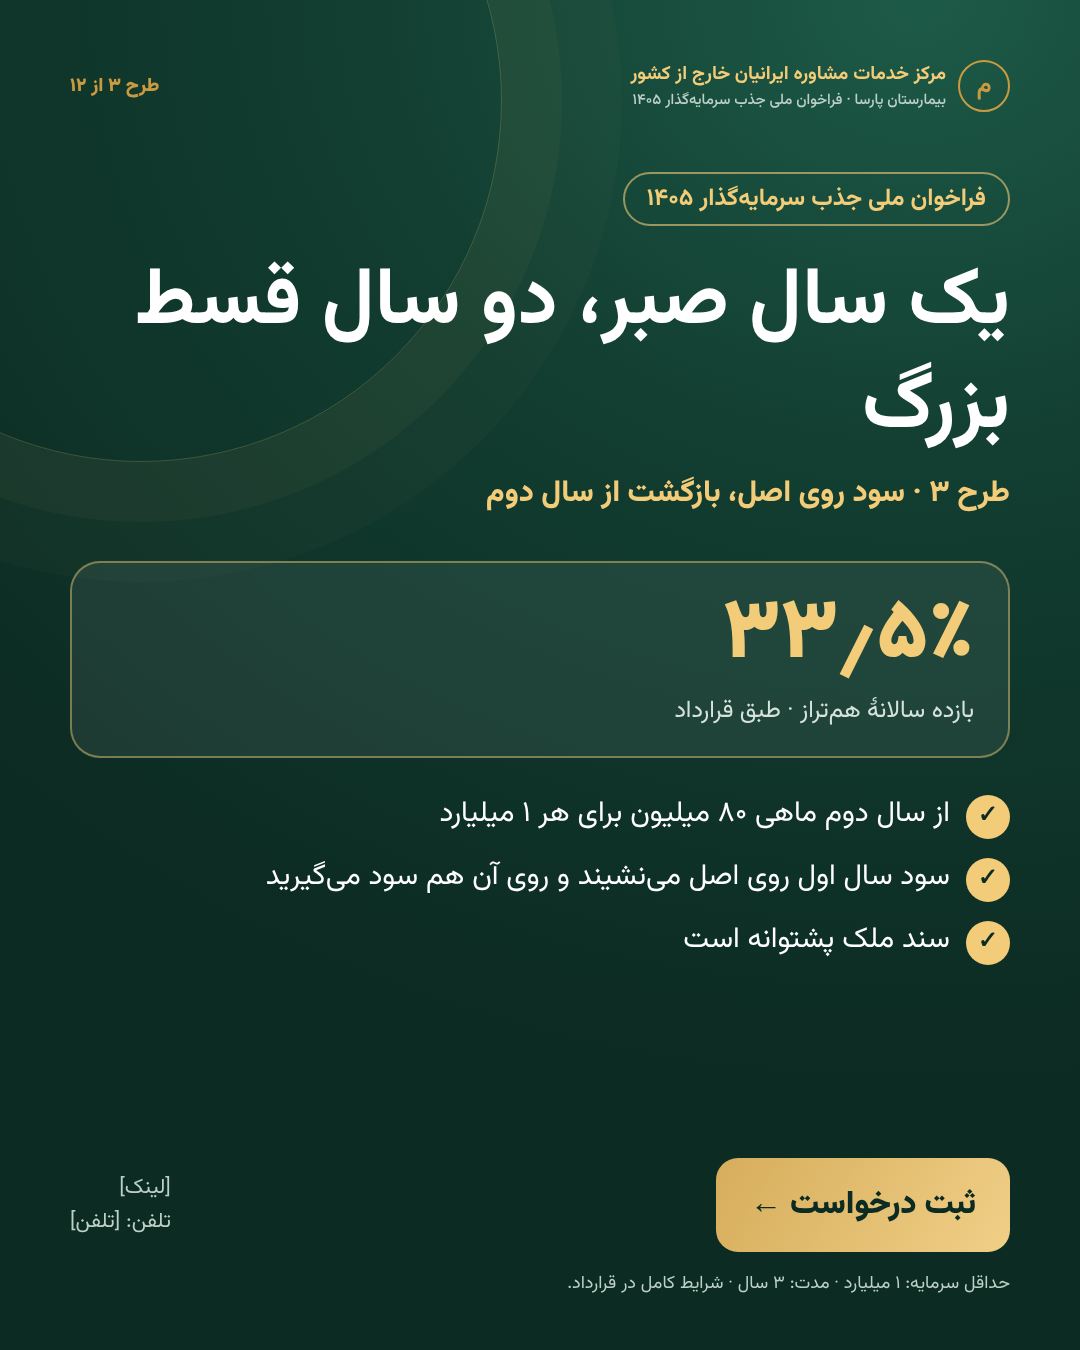 م
مرکز خدمات مشاوره ایرانیان خارج از کشور
بیمارستان پارسا · فراخوان ملی جذب سرمایه‌گذار ۱۴۰۵
طرح ۳ از ۱۲
فراخوان ملی جذب سرمایه‌گذار ۱۴۰۵
یک سال صبر، دو سال قسط
بزرگ
طرح ۳ · سود روی اصل، بازگشت از سال دوم
۳۳٫۵٪
بازده سالانهٔ هم‌تراز · طبق قرارداد
✓ از سال دوم ماهی ۸۰ میلیون برای هر ۱ میلیارد
✓ سود سال اول روی اصل می‌نشیند و روی آن هم سود می‌گیرید
✓ سند ملک پشتوانه است
ثبت درخواست ←
[لینک]
تلفن: [تلفن]
حداقل سرمایه: ۱ میلیارد · مدت: ۳ سال · شرایط کامل در قرارداد.